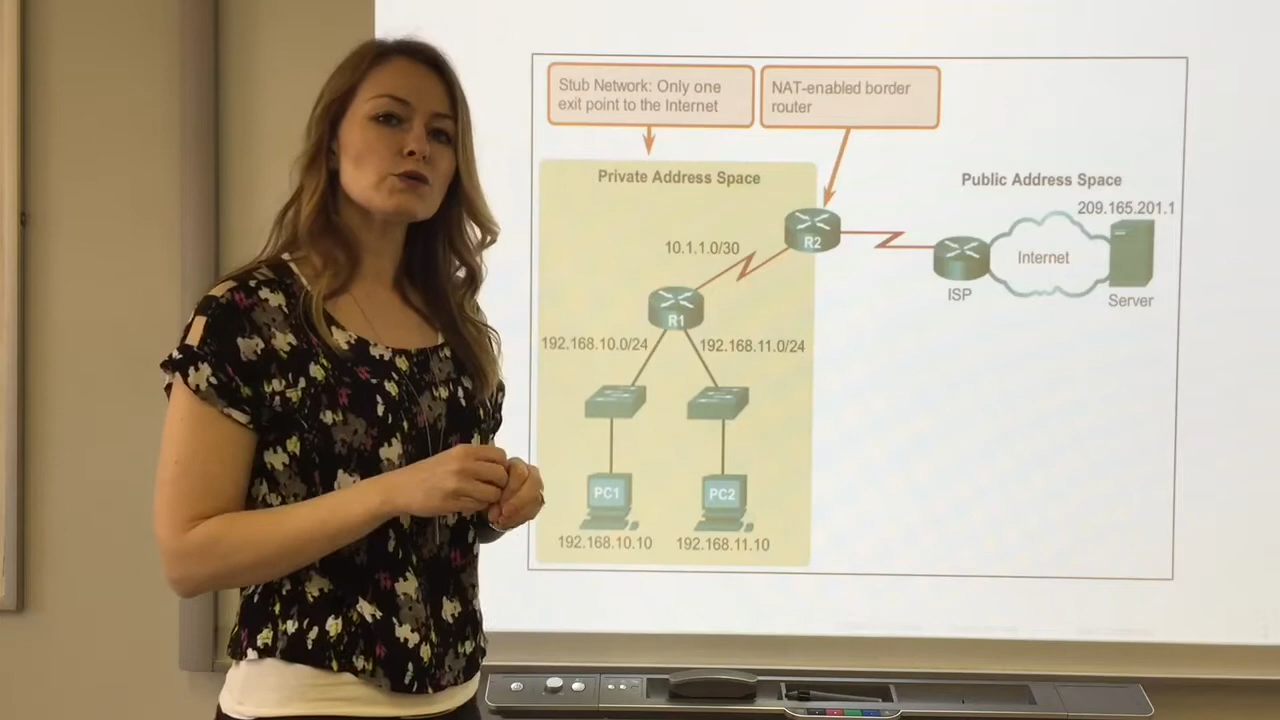 Stub Network: Only one
exit point to the Internet
NAT-enabled border
router
Private Address Space
Public Address Space
209.165.201.1
R2
10.1.1.0/30
Internet
ISP
Server
R1
192.168.10.0/24
192.168.11.0/24
PC1
PC2
192.168.10.10
192.168.11.10